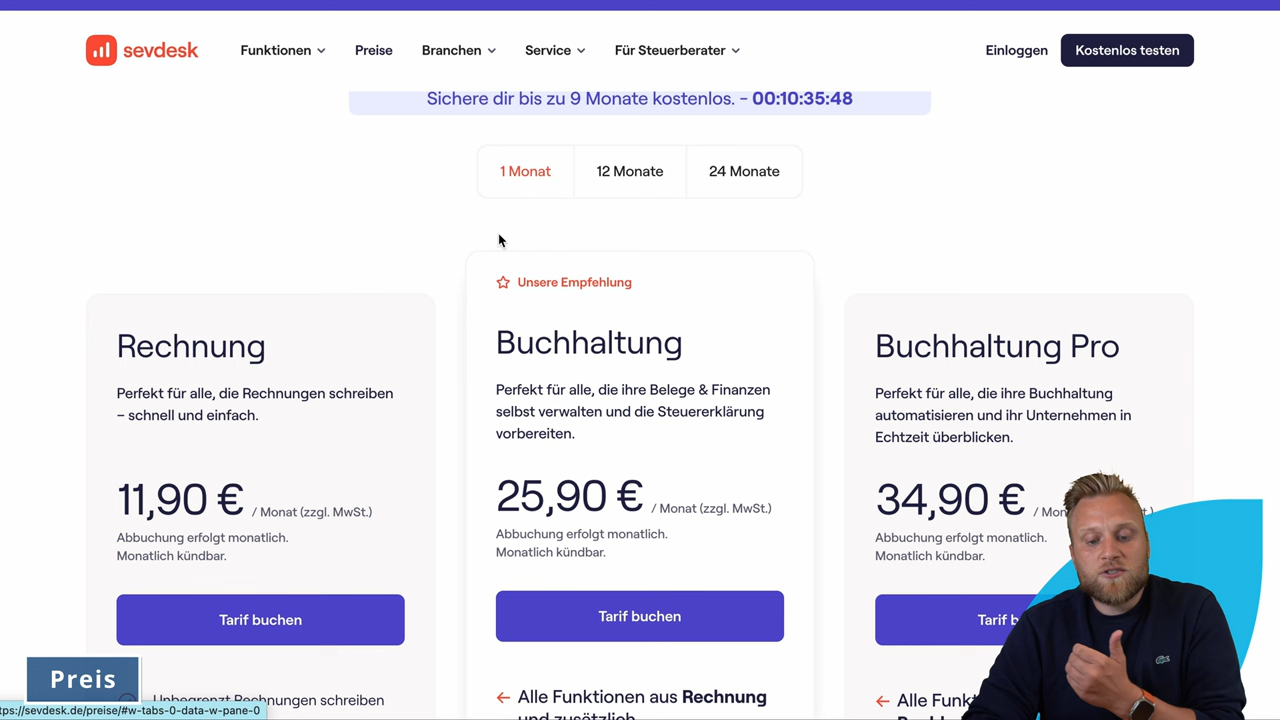 sevdesk
Funktionen
Preise
Branchen
Service
Für Steuerberater
Einloggen
Kostenlos testen
Sichere dir bis zu 9 Monate kostenlos. - 00:10:35:48
1 Monat
12 Monate
24 Monate
Rechnung
Perfekt für alle, die Rechnungen schreiben
– schnell und einfach.
11,90 € / Monat (zzgl. MwSt.)
Abbuchung erfolgt monatlich.
Monatlich kündbar.
Tarif buchen
Unbegrenzt Rechnungen schreiben
Unsere Empfehlung
Buchhaltung
Perfekt für alle, die ihre Belege & Finanzen
selbst verwalten und die Steuererklärung
vorbereiten.
25,90 € / Monat (zzgl. MwSt.)
Abbuchung erfolgt monatlich.
Monatlich kündbar.
Tarif buchen
Alle Funktionen aus Rechnung
und zusätzlich
Buchhaltung Pro
Perfekt für alle, die ihre Buchhaltung
automatisieren und ihr Unternehmen in
Echtzeit überblicken.
34,90 € /
Abbuchung erfolgt monatlich.
Monatlich kündbar.
Tarif
Alle
Preis
ttps://sevdesk.de/preise/#w-tabs-0-data-w-pane-0